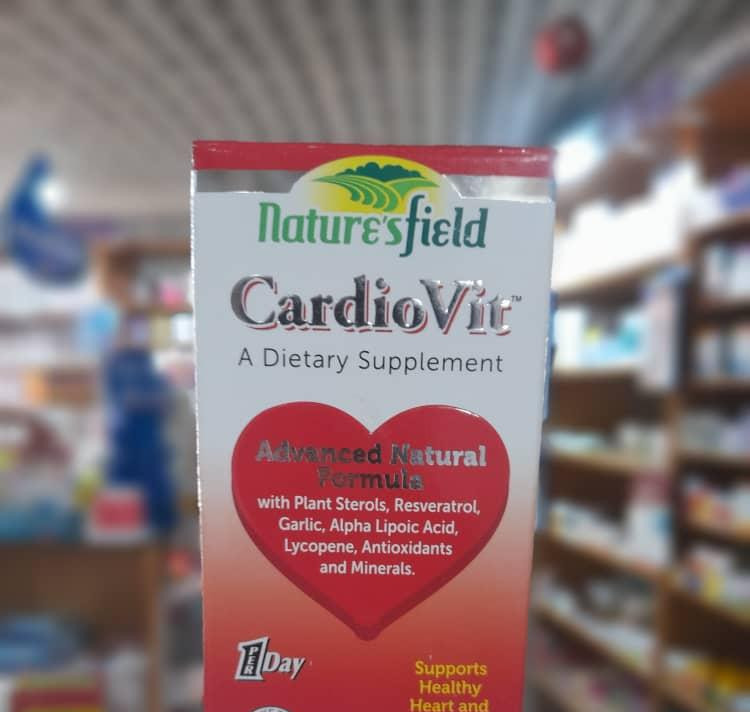 Nature'sfield
CardioVit™
A Dietary Supplement
Advanced Natural
Formula
with Plant Sterols, Resveratrol,
Garlic, Alpha Lipoic Acid,
Lycopene, Antioxidants
and Minerals.
1 PER Day
Supports
Healthy
Heart and